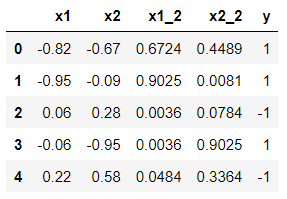 x1 x2 x1_2 x2_2 y
0 -0.82 -0.67 0.6724 0.4489 1
1 -0.95 -0.09 0.9025 0.0081 1
2 0.06 0.28 0.0036 0.0784 -1
3 -0.06 -0.95 0.0036 0.9025 1
4 0.22 0.58 0.0484 0.3364 -1